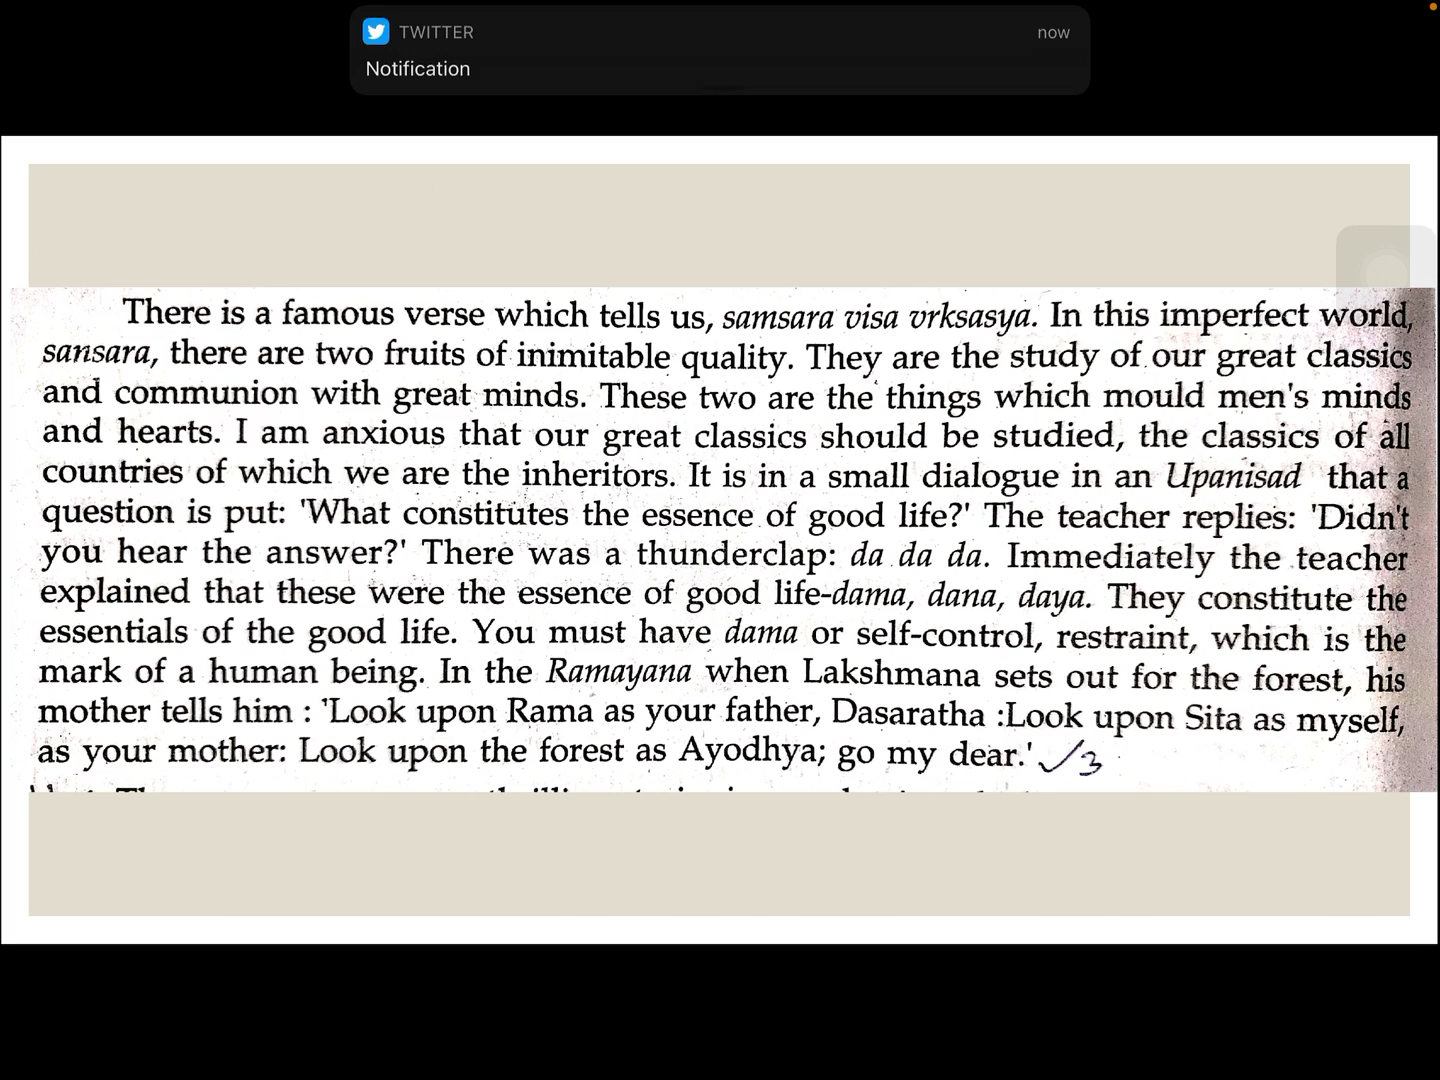 TWITTER
now
Notification
There is a famous verse which tells us, samsara visa vrksasya. In this imperfect world,
sansara, there are two fruits of inimitable quality. They are the study of our great classics
and communion with great minds. These two are the things which mould men's minds
and hearts. I am anxious that our great classics should be studied, the classics of all
countries of which we are the inheritors. It is in a small dialogue in an Upanisad that a
question is put: 'What constitutes the essence of good life?' The teacher replies: 'Didn't
you hear the answer?' There was a thunderclap: da da da. Immediately the teacher
explained that these were the essence of good life-dama, dana, daya. They constitute the
essentials of the good life. You must have dama or self-control, restraint, which is the
mark of a human being. In the Ramayana when Lakshmana sets out for the forest, his
mother tells him : 'Look upon Rama as your father, Dasaratha :Look upon Sita as myself,
as your mother: Look upon the forest as Ayodhya; go my dear.' ✓3